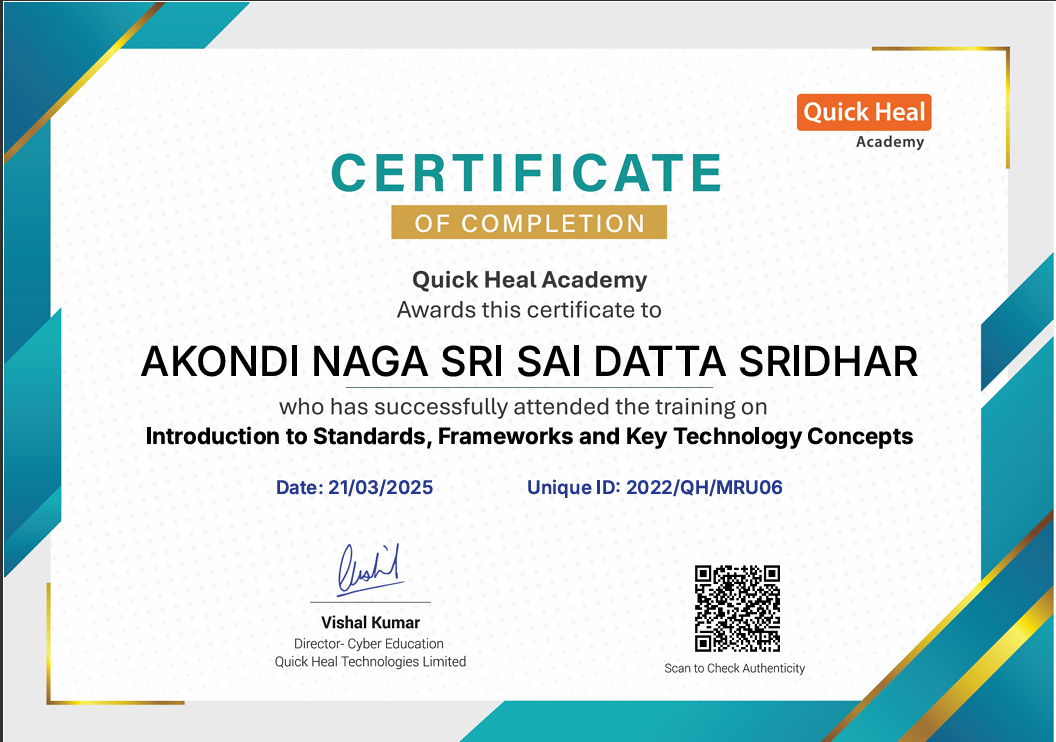 Quick Heal
Academy
CERTIFICATE
OF COMPLETION
Quick Heal Academy
Awards this certificate to
AKONDI NAGA SRI SAI DATTA SRIDHAR
who has successfully attended the training on
Introduction to Standards, Frameworks and Key Technology Concepts
Date: 21/03/2025
Unique ID: 2022/QH/MRU06
Vishal
Vishal Kumar
Director- Cyber Education
Quick Heal Technologies Limited
Scan to Check Authenticity